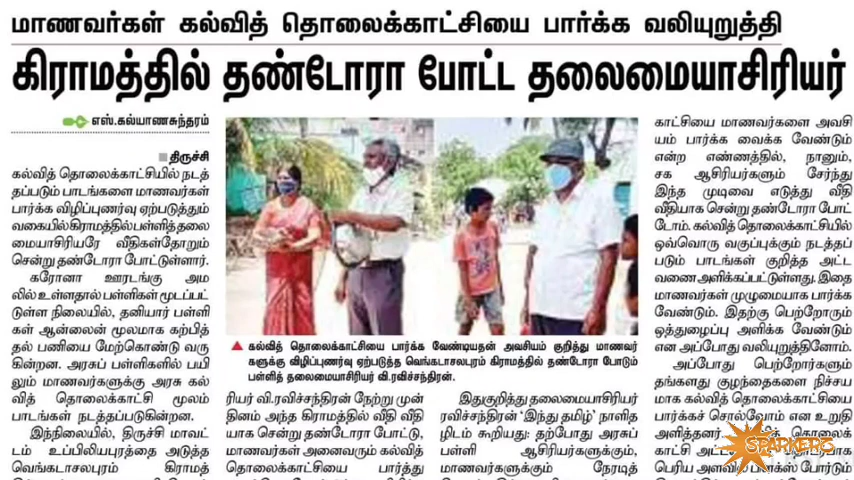 மாணவர்கள் கல்வித் தொலைக்காட்சியை பார்க்க வலியுறுத்தி
கிராமத்தில் தண்டோரா போட்ட தலைமையாசிரியர்
எஸ்.கல்யாணசுந்தரம்
திருச்சி
கல்வித் தொலைக்காட்சியில் நடத்
தப்படும் பாடங்களை மாணவர்கள்
பார்க்க விழிப்புணர்வு ஏற்படுத்தும்
வகையில் கிராமத்தில் பள்ளித் தலை
மையாசிரியரே வீதிகள்தோறும்
சென்று தண்டோரா போட்டுள்ளார்.
கரோனா ஊரடங்கு அம
லில் உள்ளதால் பள்ளிகள் மூடப்பட்
டுள்ள நிலையில், தனியார் பள்ளி
கள் ஆன்லைன் மூலமாக கற்பித்
தல் பணியை மேற்கொண்டு வரு
கின்றன. அரசுப் பள்ளிகளில் பயி
லும் மாணவர்களுக்கு அரசு கல்
வித் தொலைக்காட்சி மூலம்
பாடங்கள் நடத்தப்படுகின்றன.
இந்நிலையில், திருச்சி மாவட்
டம் உப்பிலியபுரத்தை அடுத்த
வெங்கடாசலபுரம் கிராமத்
கல்வித் தொலைக்காட்சியை பார்க்க வேண்டியதன் அவசியம் குறித்து மாணவர்
களுக்கு விழிப்புணர்வு ஏற்படுத்த வெங்கடாசலபுரம் கிராமத்தில் தண்டோரா போடும்
பள்ளித் தலைமையாசிரியர் வி.ரவிச்சந்திரன்.
ரியர் வி.ரவிச்சந்திரன் நேற்று முன்
தினம் அந்த கிராமத்தில் வீதி வீதி
யாக சென்று தண்டோரா போட்டு,
மாணவர்கள் அனைவரும் கல்வித்
தொலைக்காட்சியை பார்த்து
இதுகுறித்து தலைமையாசிரியர்
ரவிச்சந்திரன் ‘இந்து தமிழ்’ நாளித
ழிடம் கூறியது: தற்போது அரசுப்
பள்ளி ஆசிரியர்களுக்கும்,
மாணவர்களுக்கும் நேரடித்
காட்சியை மாணவர்களை அவசி
யம் பார்க்க வைக்க வேண்டும்
என்ற எண்ணத்தில், நானும்,
சக ஆசிரியர்களும் சேர்ந்து
இந்த முடிவை எடுத்து வீதி
வீதியாக சென்று தண்டோரா போட்
டோம். கல்வித் தொலைக்காட்சியில்
ஒவ்வொரு வகுப்புக்கும் நடத்தப்
படும் பாடங்கள் குறித்த அட்ட
வணை அளிக்கப்பட்டுள்ளது. இதை
மாணவர்கள் முழுமையாக பார்க்க
வேண்டும். இதற்கு பெற்றோரும்
ஒத்துழைப்பு அளிக்க வேண்டும்
என அப்போது வலியுறுத்தினோம்.
அப்போது பெற்றோர்களும்
தங்களது குழந்தைகளை நிச்சய
மாக கல்வித் தொலைக்காட்சியை
பார்க்கச் சொல்வோம் என உறுதி
அளித்தனர்.
காட்சி
பெரிய அளவில் போர்டும்
SPARKERS